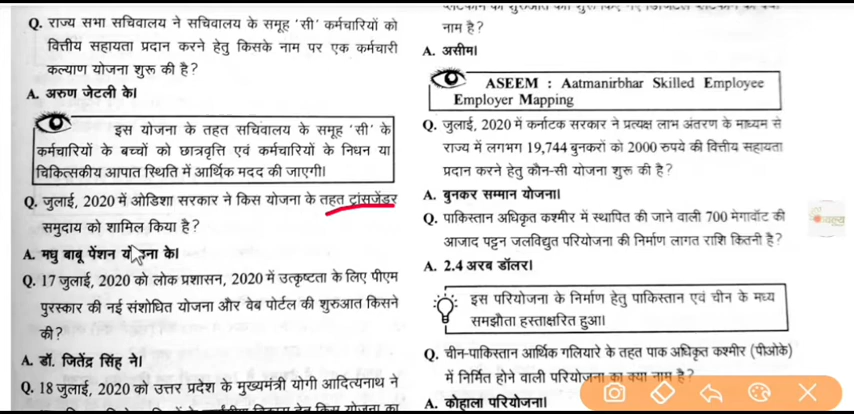 Q. राज्य सभा सचिवालय ने सचिवालय के समूह 'सी' कर्मचारियों को
वित्तीय सहायता प्रदान करने हेतु किसके नाम पर एक कर्मचारी
कल्याण योजना शुरू की है?
A. अरुण जेटली के।
इस योजना के तहत सचिवालय के समूह 'सी' के
कर्मचारियों के बच्चों को छात्रवृत्ति एवं कर्मचारियों के निधन या
चिकित्सकीय आपात स्थिति में आर्थिक मदद की जाएगी।
Q. जुलाई, 2020 में ओडिशा सरकार ने किस योजना के तहत ट्रांसजेंडर
समुदाय को शामिल किया है?
A. मधु बाबू पेंशन योजना के।
Q. 17 जुलाई, 2020 को लोक प्रशासन, 2020 में उत्कृष्टता के लिए पीएम
पुरस्कार की नई संशोधित योजना और वेब पोर्टल की शुरुआत किसने
की?
A. डॉ. जितेंद्र सिंह ने।
Q. 18 जुलाई, 2020 को उत्तर प्रदेश के मुख्यमंत्री योगी आदित्यनाथ ने
नाम है?
A. असीम।
ASEEM : Aatmanirbhar Skilled Employee
Employer Mapping
Q. जुलाई, 2020 में कर्नाटक सरकार ने प्रत्यक्ष लाभ अंतरण के माध्यम से
राज्य में लगभग 19,744 बुनकरों को 2000 रुपये की वित्तीय सहायता
प्रदान करने हेतु कौन-सी योजना शुरू की है?
A. बुनकर सम्मान योजना।
Q. पाकिस्तान अधिकृत कश्मीर में स्थापित की जाने वाली 700 मेगावॉट की
आजाद पट्टन जलविद्युत परियोजना की निर्माण लागत राशि कितनी है?
A. 2.4 अरब डॉलर।
इस परियोजना के निर्माण हेतु पाकिस्तान एवं चीन के मध्य
समझौता हस्ताक्षरित हुआ।
Q. चीन-पाकिस्तान आर्थिक गलियारे के तहत पाक अधिकृत कश्मीर (पीओके)
में निर्मित होने वाली परियोजना का क्या नाम है?
A. कोहाला परियोजना।